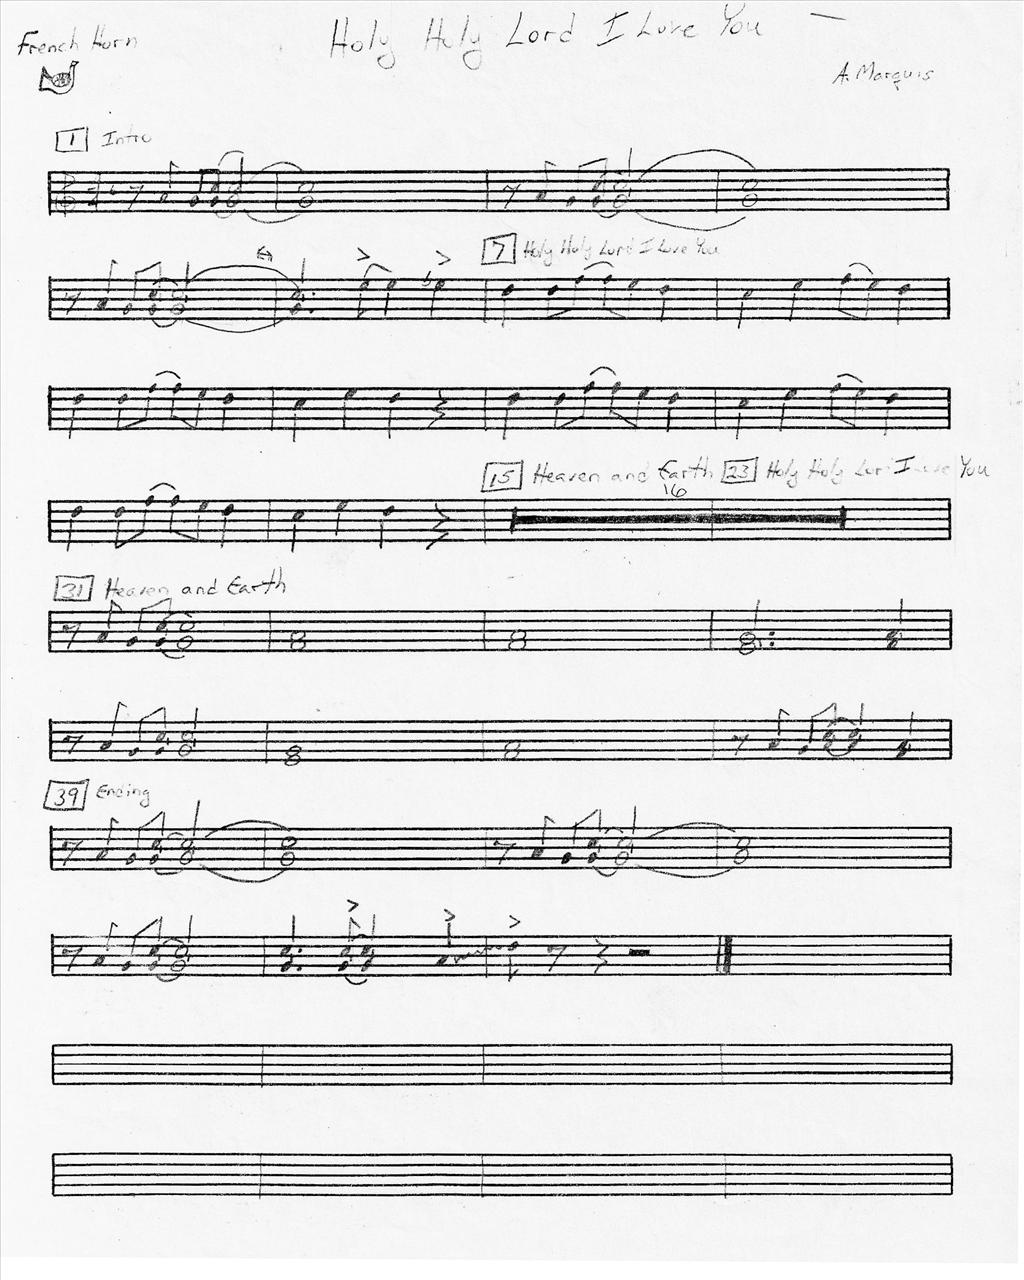 Holy Holy Lord I Love You
French Horn
A. Marquis
1 Intro
7 Holy Holy Lord I Love You
15 Heaven and Earth 23 Holy Holy Lord I Love You
16
31 Heaven and Earth
39 Ending